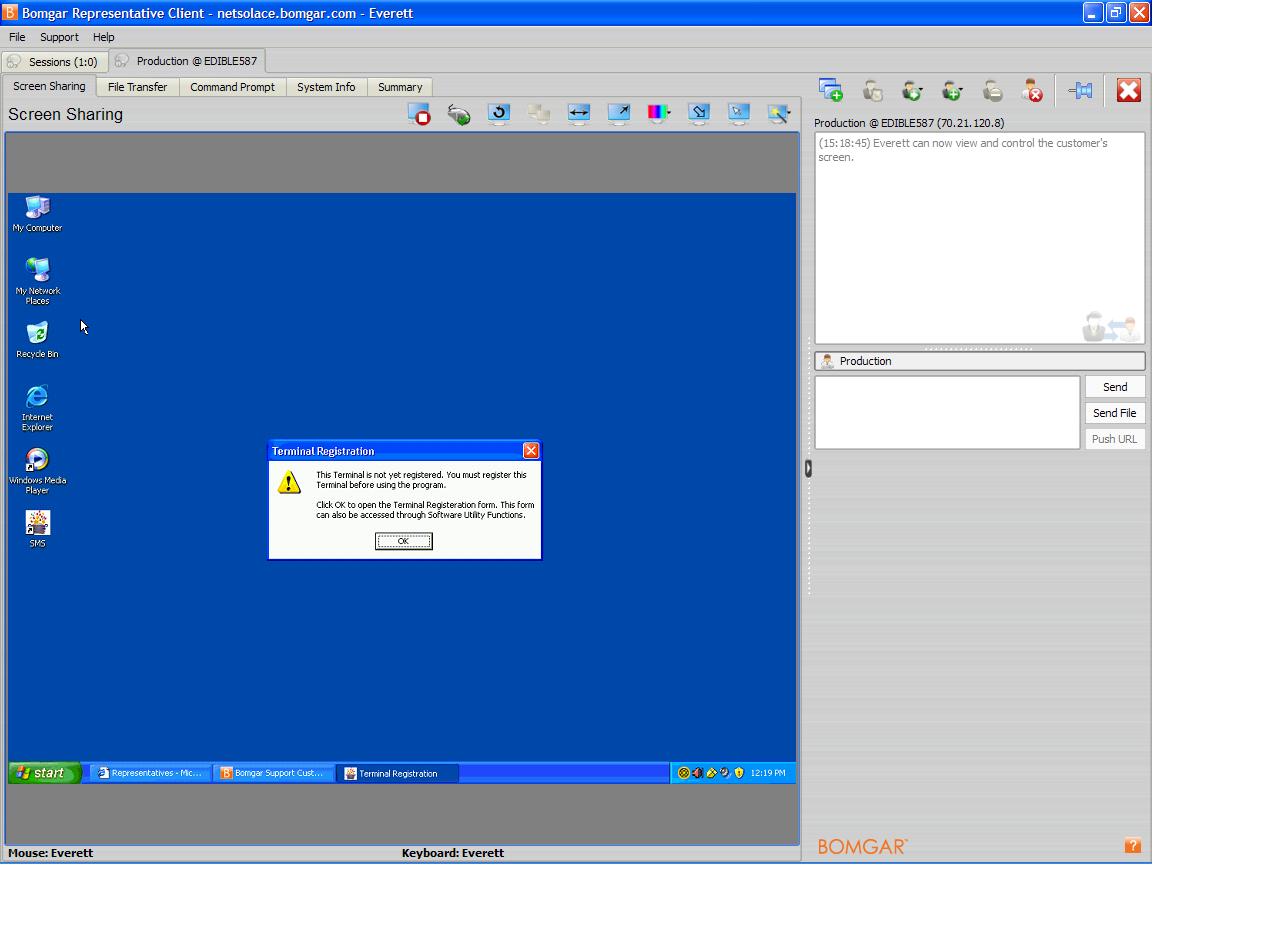 Bomgar Representative Client - netsolace.bomgar.com - Everett
File Support Help
Sessions (1:0) Production @ EDIBLE587
Screen Sharing File Transfer Command Prompt System Info Summary
Screen Sharing
Production @ EDIBLE587 (70.21.120.8)
(15:18:45) Everett can now view and control the customer's
screen.
My Computer
My Network
Places
Recycle Bin
Internet
Explorer
Windows Media
Player
SMS
Terminal Registration
This Terminal is not yet registered. You must register this
Terminal before using the program.
Click OK to open the Terminal Registeration form. This form
can also be accessed through Software Utility Functions.
OK
Production
Send
Send File
Push URL
start Representatives - Mic... Bomgar Support Cust... Terminal Registration 12:19 PM
Mouse: Everett Keyboard: Everett
BOMGAR™